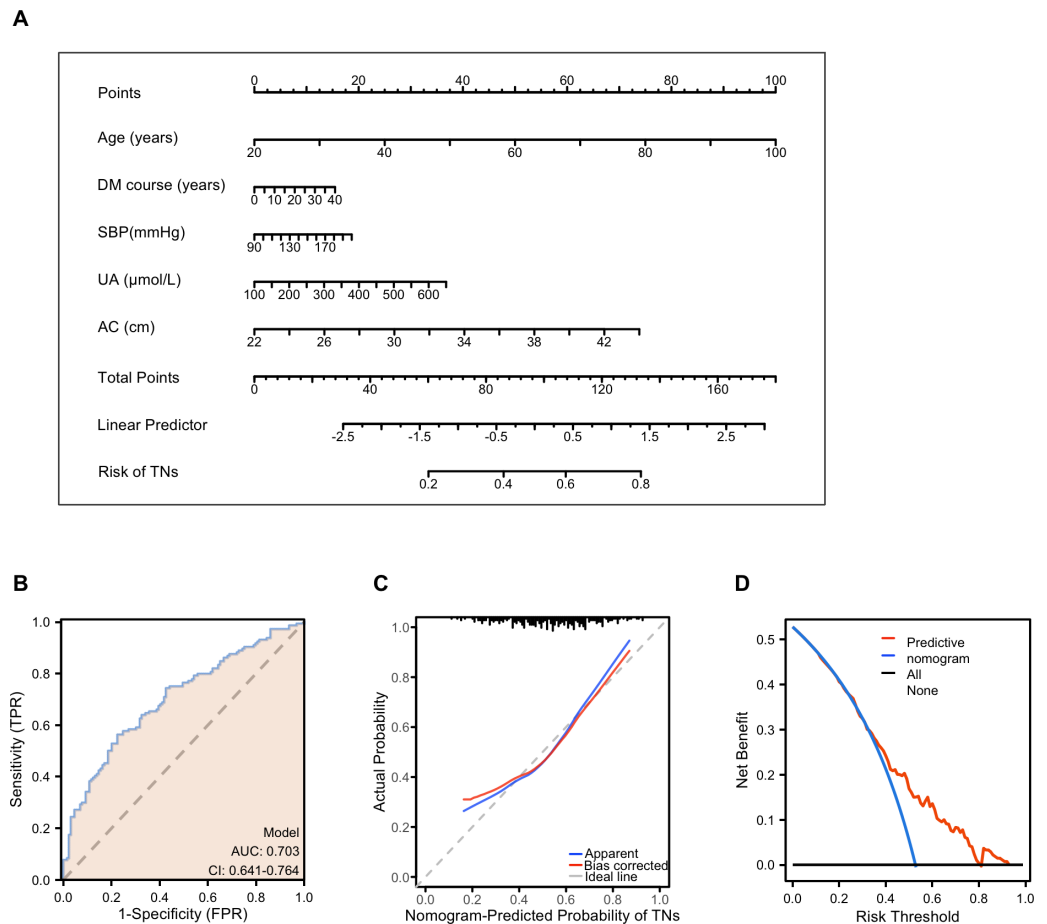 A
Points
0 20 40 60 80 100
Age (years)
20 40 60 80 100
DM course (years)
0 10 20 30 40
SBP(mmHg)
90 130 170
UA (μmol/L)
100 200 300 400 500 600
AC (cm)
22 26 30 34 38 42
Total Points
0 40 80 120 160
Linear Predictor
-2.5 -1.5 -0.5 0.5 1.5 2.5
Risk of TNs
0.2 0.4 0.6 0.8
B
Sensitivity (TPR)
1.0
0.8
0.6
0.4
0.2
0.0
Model
AUC: 0.703
CI: 0.641-0.764
0.0 0.2 0.4 0.6 0.8 1.0
1-Specificity (FPR)
C
Actual Probability
1.0
0.8
0.6
0.4
0.2
0.0
Apparent
Bias corrected
Ideal line
0.0 0.2 0.4 0.6 0.8 1.0
Nomogram-Predicted Probability of TNs
D
Net Benefit
0.5
0.4
0.3
0.2
0.1
0.0
Predictive
nomogram
All
None
0.0 0.2 0.4 0.6 0.8 1.0
Risk Threshold